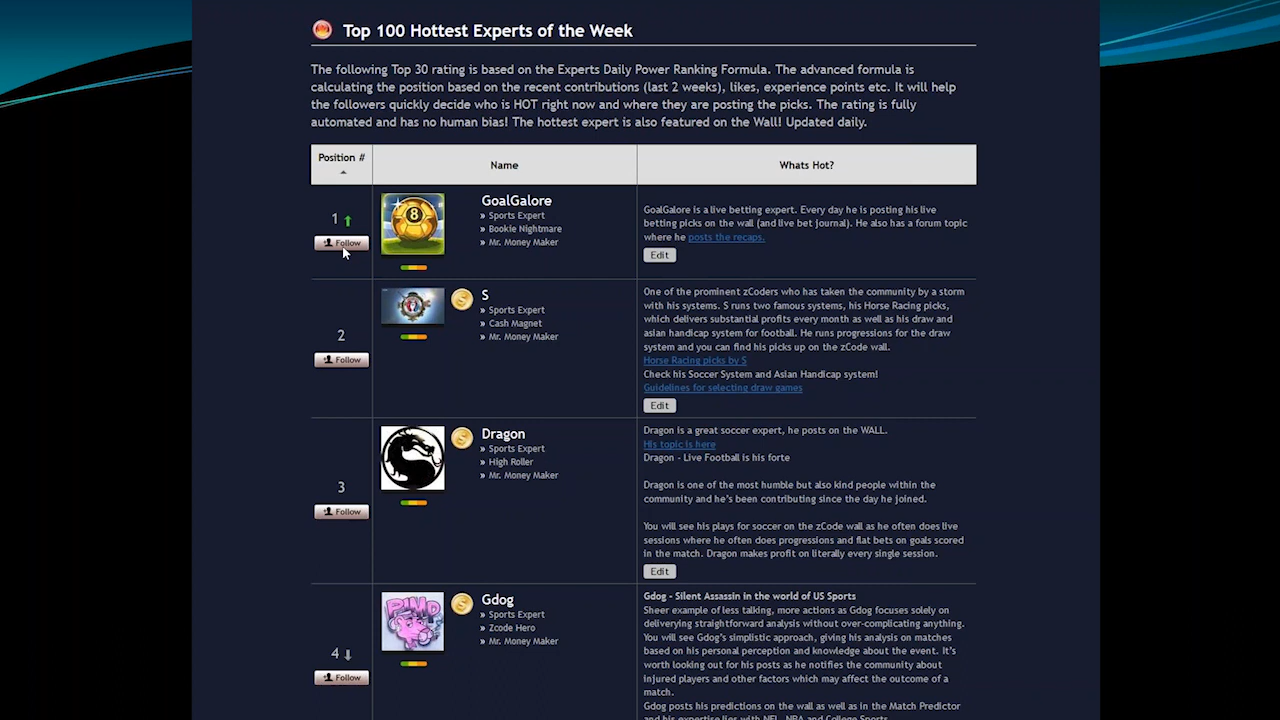 Top 100 Hottest Experts of the Week
The following Top 30 rating is based on the Experts Daily Power Ranking Formula. The advanced formula is
calculating the position based on the recent contributions (last 2 weeks), likes, experience points etc. It will help
the followers quickly decide who is HOT right now and where they are posting the picks. The rating is fully
automated and has no human bias! The hottest expert is also featured on the Wall! Updated daily.
Position #
Name
Whats Hot?
1
Follow
8
GoalGalore
» Sports Expert
» Bookie Nightmare
» Mr. Money Maker
GoalGalore is a live betting expert. Every day he is posting his live
betting picks on the wall (and live bet journal). He also has a forum topic
where he posts the recaps.
Edit
2
Follow
S
» Sports Expert
» Cash Magnet
» Mr. Money Maker
One of the prominent zCoders who has taken the community by a storm
with his systems. S runs two famous systems, his Horse Racing picks,
which delivers substantial profits every month as well as his draw and
asian handicap system for football. He runs progressions for the draw
system and you can find his picks up on the zCode wall.
Horse Racing picks by S
Check his Soccer System and Asian Handicap system!
Guidelines for selecting draw games
Edit
3
Follow
Dragon
» Sports Expert
» High Roller
» Mr. Money Maker
Dragon is a great soccer expert, he posts on the WALL.
His topic is here
Dragon - Live Football is his forte
Dragon is one of the most humble but also kind people within the
community and he's been contributing since the day he joined.
You will see his plays for soccer on the zCode wall as he often does live
sessions where he often does progressions and flat bets on goals scored
in the match. Dragon makes profit on literally every single session.
Edit
4
Follow
PIMP
Gdog
» Sports Expert
» Zcode Hero
» Mr. Money Maker
Gdog - Silent Assassin in the world of US Sports
Sheer example of less talking, more actions as Gdog focuses solely on
deliverying straightforward analysis without over-complicating anything.
You will see Gdog's simplistic approach, giving his analysis on matches
based on his personal perception and knowledge about the event. It's
worth looking out for his posts as he notifies the community about
injured players and other factors which may affect the outcome of a
match.
Gdog posts his predictions on the wall as well as in the Match Predictor
and his expertise lies with NFL, NBA and College Sports